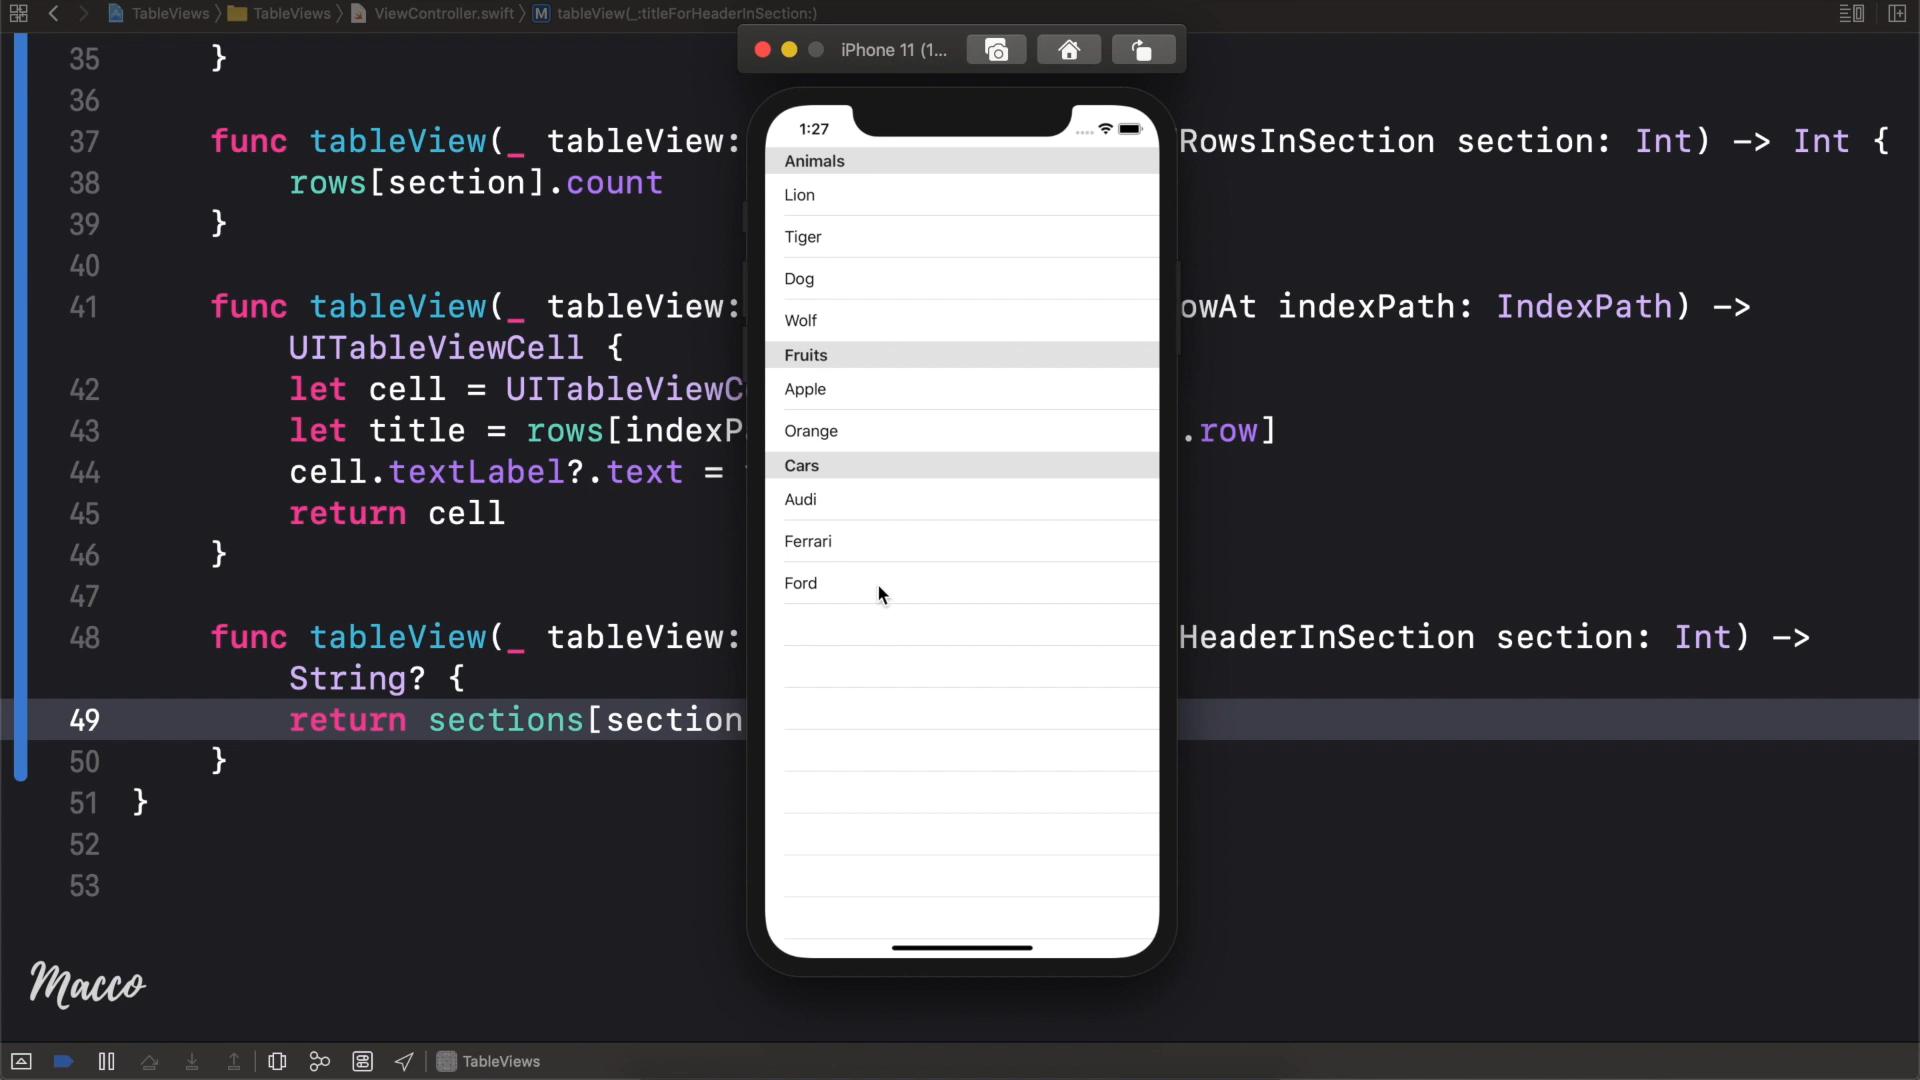 TableViews 〉 TableViews 〉 ViewController.swift 〉 M tableView(_:titleForHeaderInSection:)
iPhone 11 (1...
35 }
36
37 func tableView(_ tableView: RowsInSection section: Int) -> Int {
38 rows[section].count
39 }
40
41 func tableView(_ tableView: owAt indexPath: IndexPath) ->
UITableViewCell {
42 let cell = UITableViewC
43 let title = rows[indexP .row]
44 cell.textLabel?.text =
45 return cell
46 }
47
48 func tableView(_ tableView: HeaderInSection section: Int) ->
String? {
49 return sections[section
50 }
51 }
52
53
1:27
Animals
Lion
Tiger
Dog
Wolf
Fruits
Apple
Orange
Cars
Audi
Ferrari
Ford
Macco
TableViews